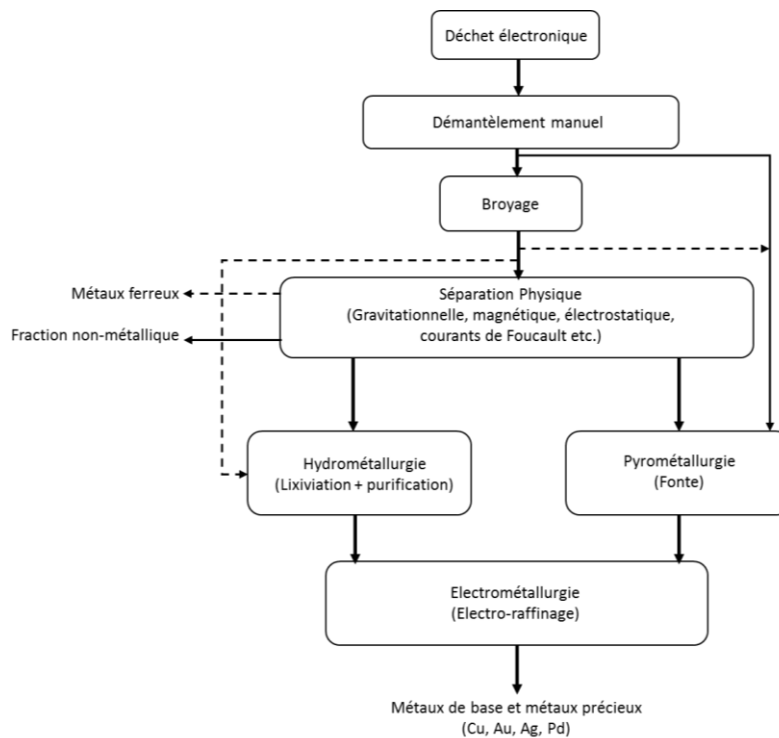 Déchet électronique
Démantèlement manuel
Broyage
Métaux ferreux
Fraction non-métallique
Séparation Physique
(Gravitationnelle, magnétique, électrostatique,
courants de Foucault etc.)
Hydrométallurgie
(Lixiviation + purification)
Pyrométallurgie
(Fonte)
Electrométallurgie
(Electro-raffinage)
Métaux de base et métaux précieux
(Cu, Au, Ag, Pd)